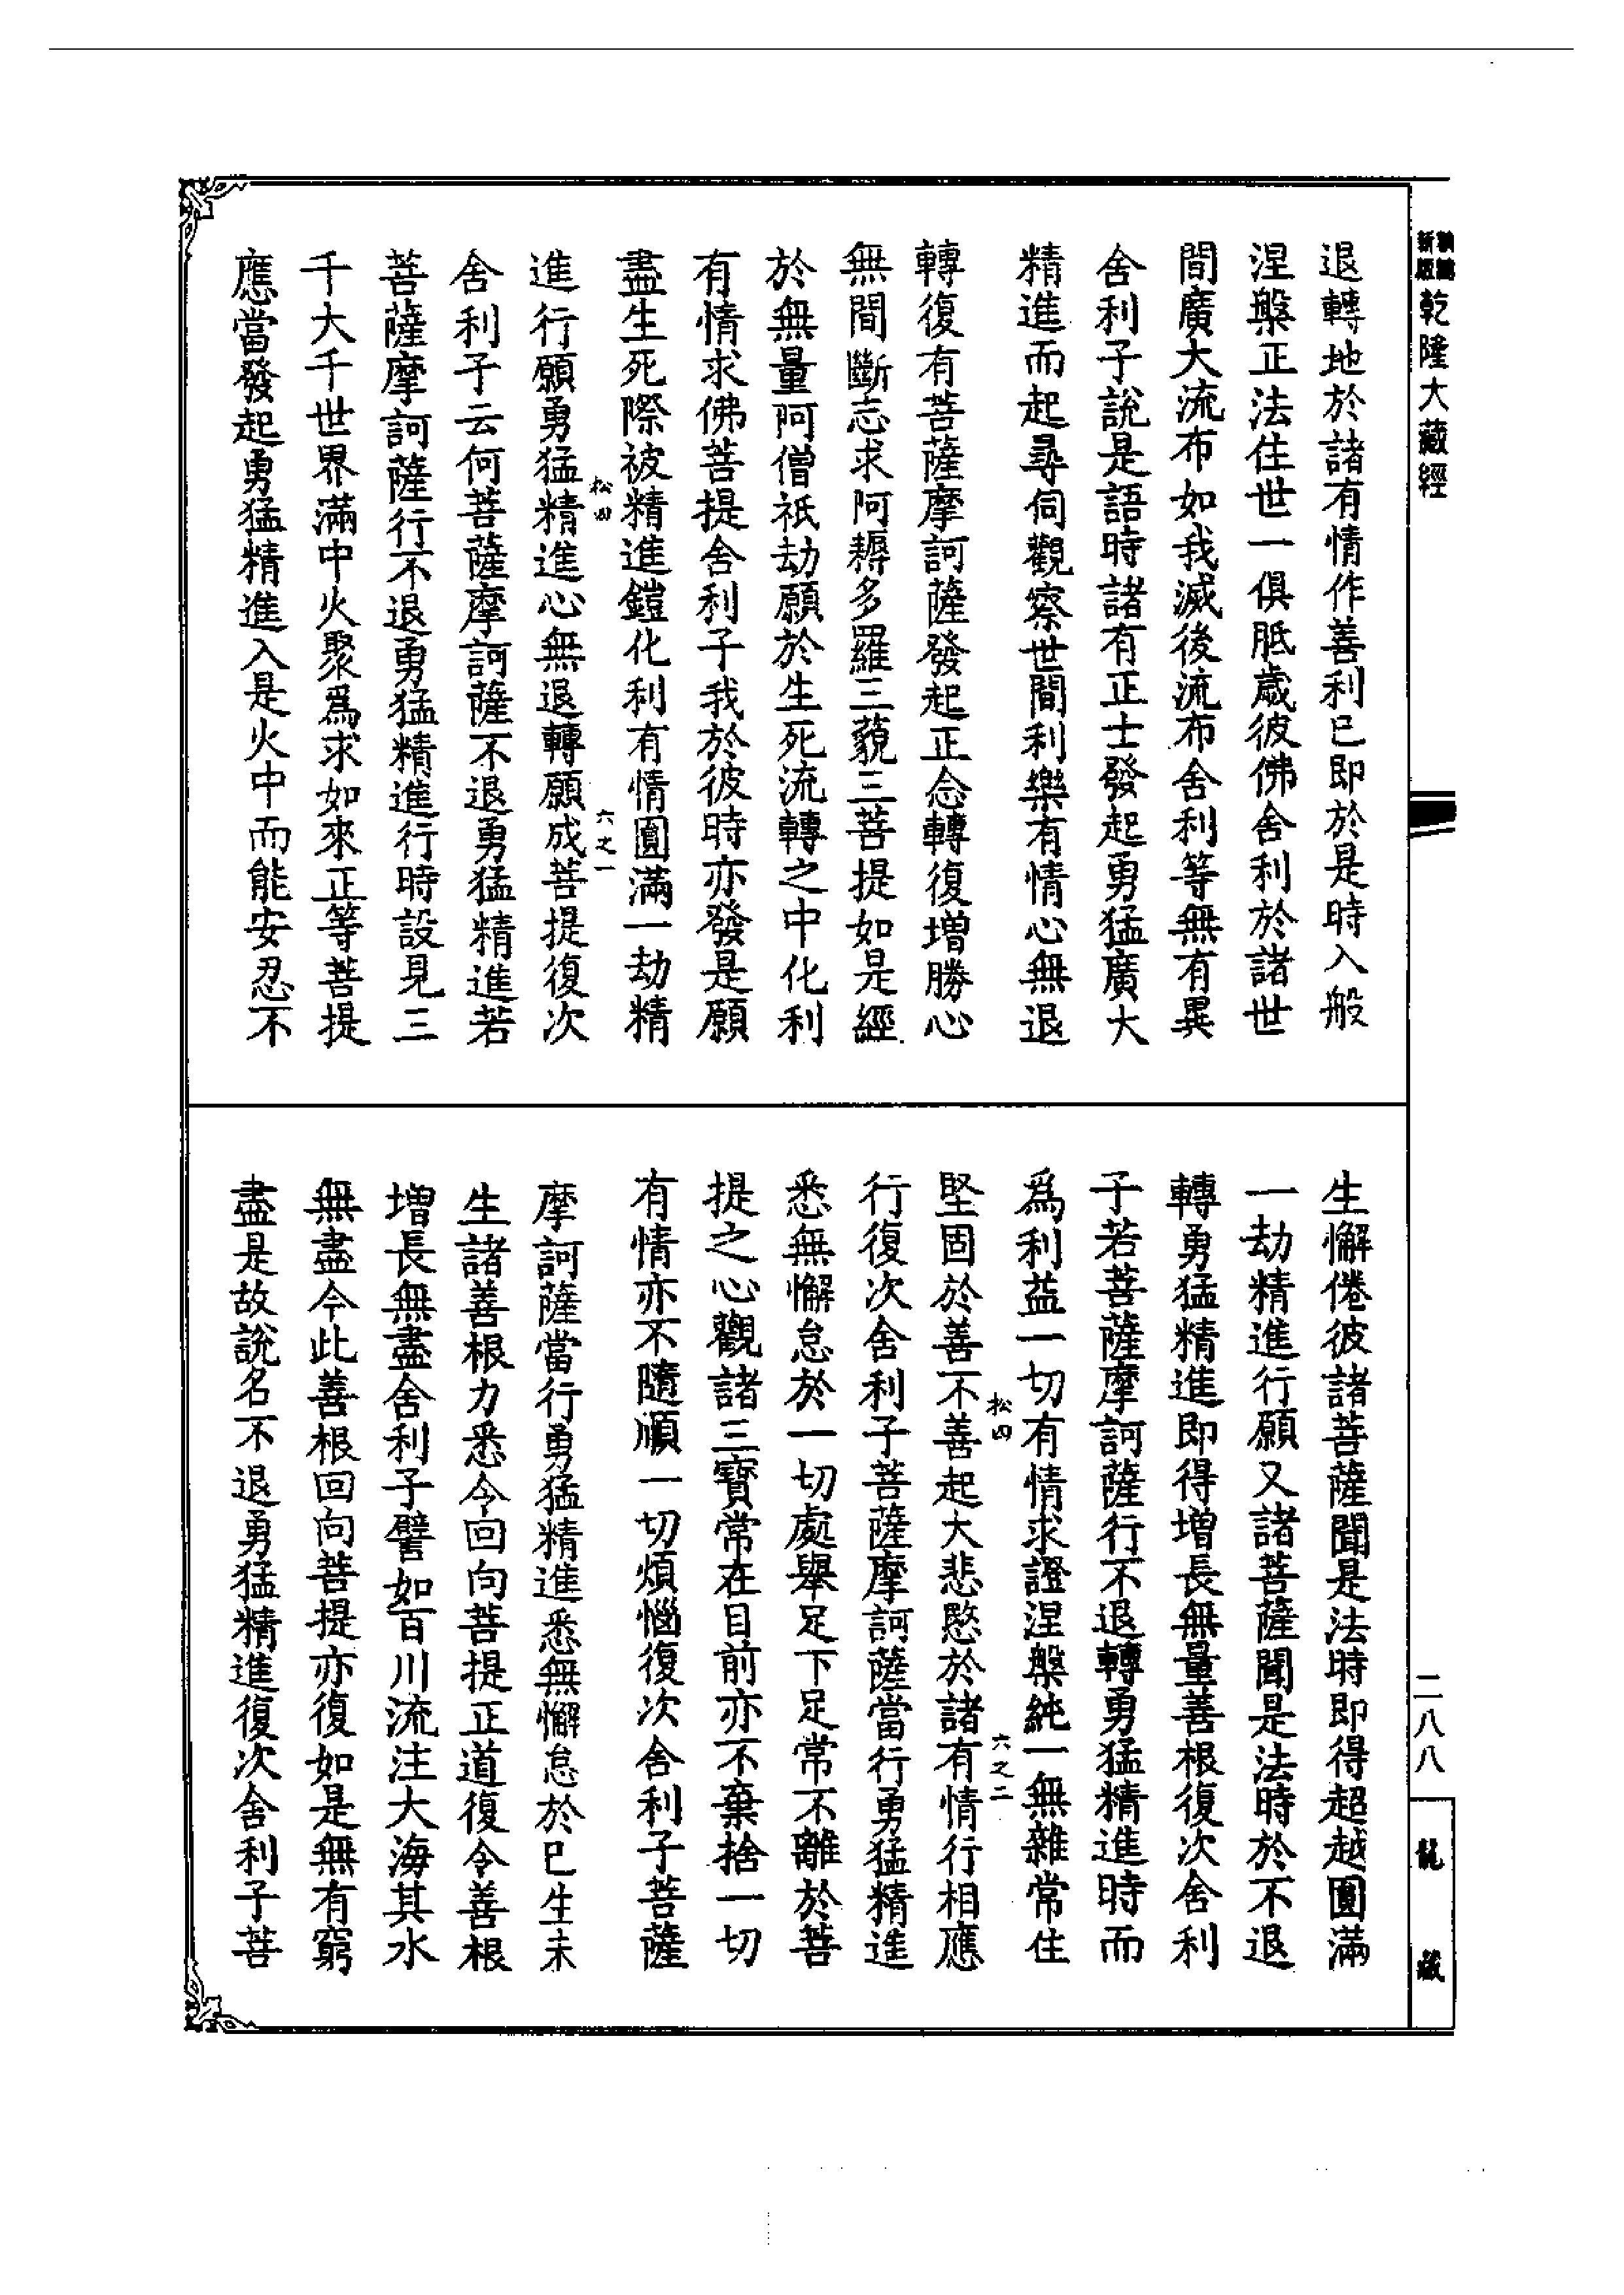 新編縮版
乾隆大藏經
退轉地於諸有情作善利已即於是時入般
涅槃正法住世一俱胝歲彼佛舍利於諸世
間廣大流布如我滅後流布舍利等無有異
舍利子說是語時諸有正士發起勇猛廣大
精進而起尋伺觀察世間利樂有情心無退
轉復有菩薩摩訶薩發起正念轉復增勝心
無間斷志求阿耨多羅三藐三菩提如是經
於無量阿僧祇劫願於生死流轉之中化利
有情求佛菩提舍利子我於彼時亦發是願
盡生死際被精進鎧化利有情圓滿一劫精
松四
六之一
進行願勇猛精進心無退轉願成菩提復次
舍利子云何菩薩摩訶薩不退勇猛精進若
菩薩摩訶薩行不退勇猛精進行時設見三
千大千世界滿中火聚為求如來正等菩提
應當發起勇猛精進入是火中而能安忍不
生懈倦彼諸菩薩聞是法時即得超越圓滿
一劫精進行願又諸菩薩聞是法時於不退
轉勇猛精進即得增長無量善根復次舍利
子若菩薩摩訶薩行不退轉勇猛精進時而
為利益一切有情求證涅槃純一無雜常住
松四
六之二
堅固於善不善起大悲愍於諸有情行相應
行復次舍利子菩薩摩訶薩當行勇猛精進
悉無懈怠於一切處舉足下足常不離於菩
提之心觀諸三寶常在目前亦不棄捨一切
有情亦不隨順一切煩惱復次舍利子菩薩
摩訶薩當行勇猛精進悉無懈怠於已生未
生諸善根力悉令回向菩提正道復令善根
增長無盡舍利子譬如百川流注大海其水
無盡令此善根回向菩提亦復如是無有窮
盡是故說名不退勇猛精進復次舍利子菩
二八八
龍藏